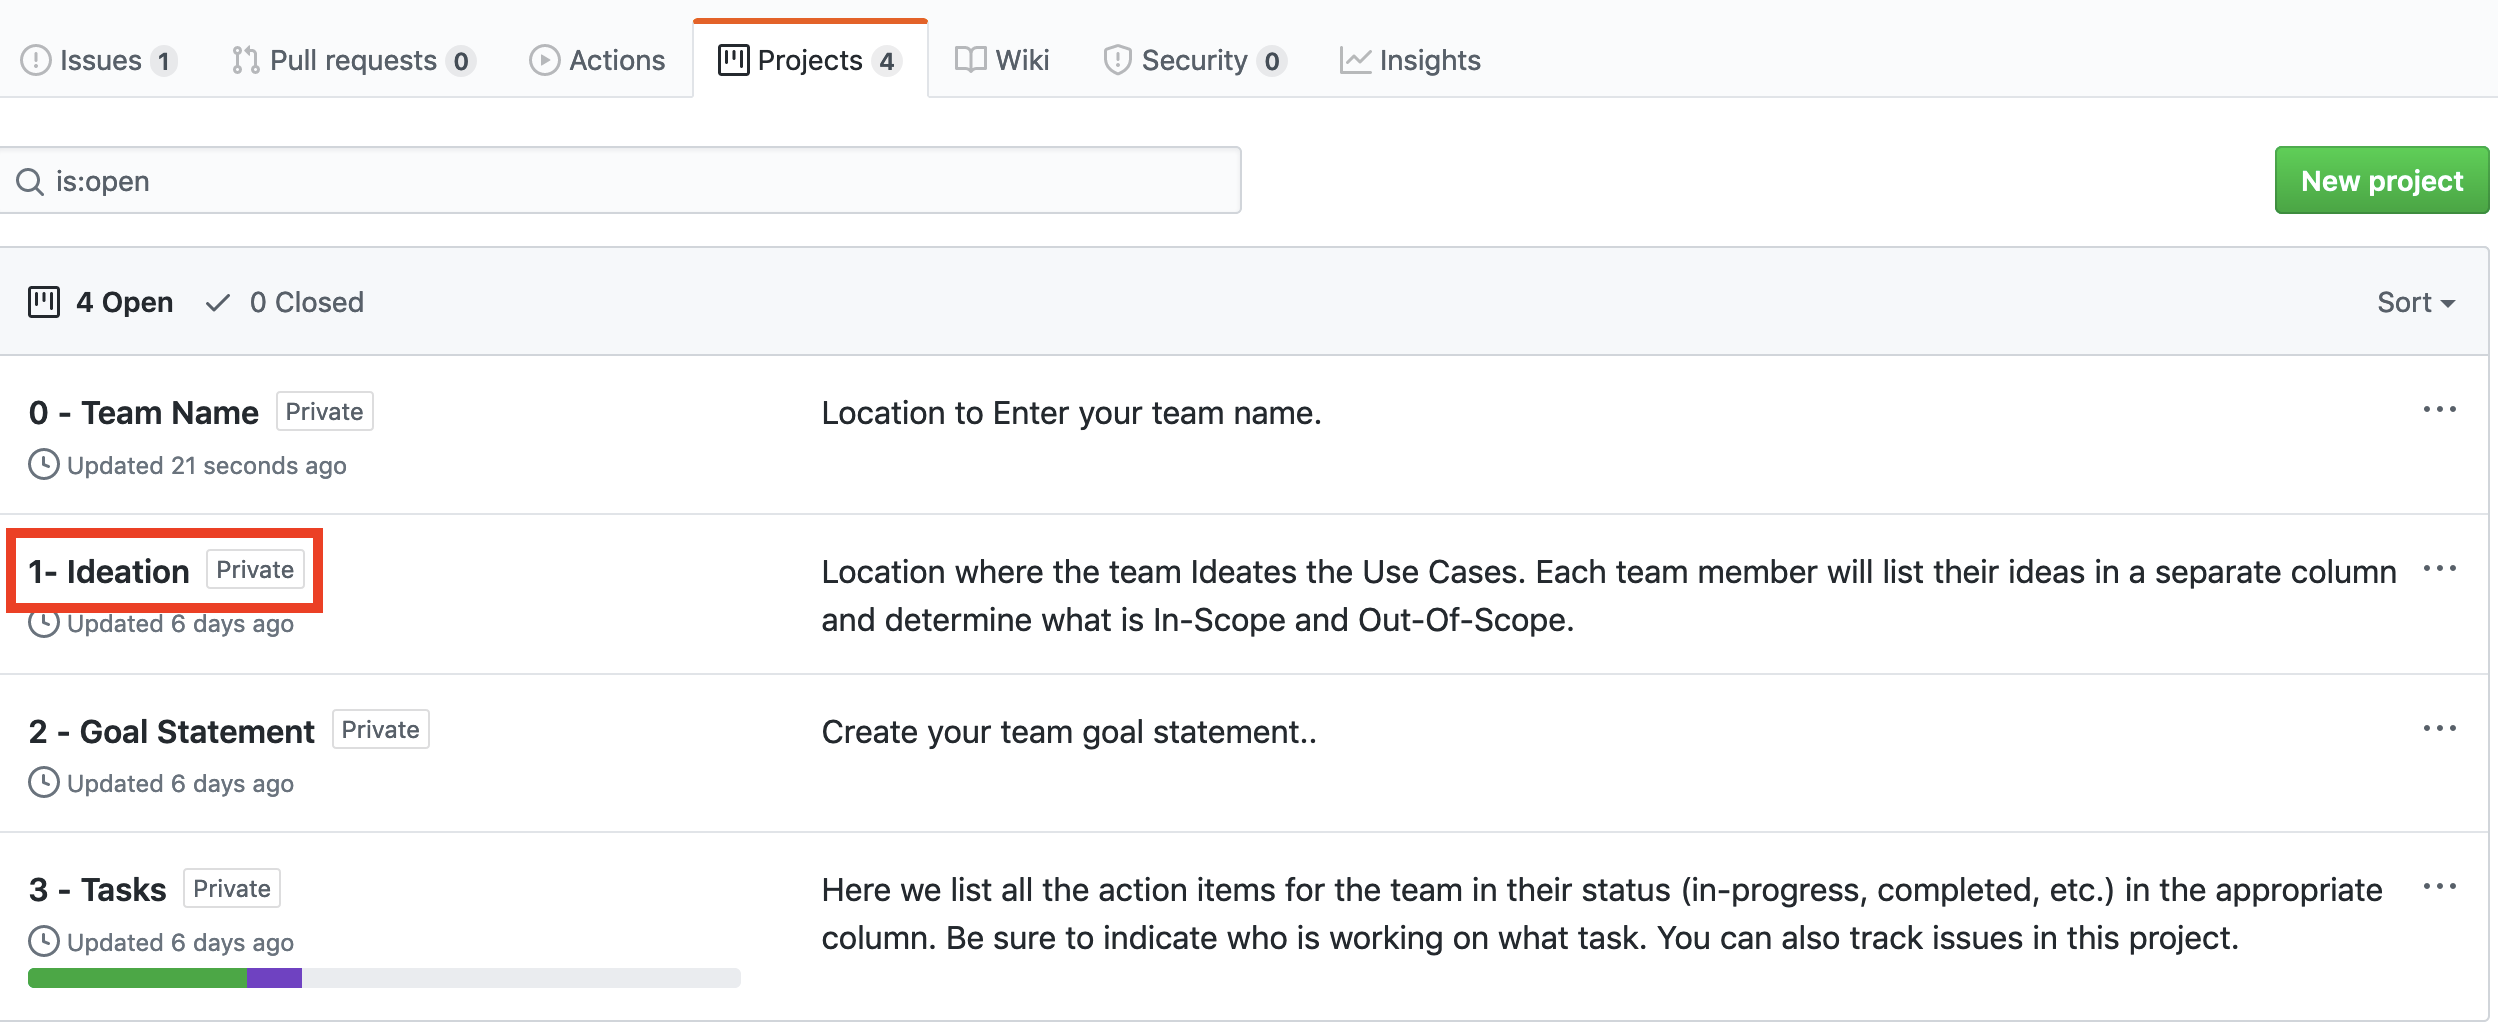 Issues 1 Pull requests 0 Actions Projects 4 Wiki Security 0 Insights
is:open New project
4 Open 0 Closed Sort
0 - Team Name Private Location to Enter your team name. ...
Updated 21 seconds ago
1- Ideation Private Location where the team Ideates the Use Cases. Each team member will list their ideas in a separate column ...
and determine what is In-Scope and Out-Of-Scope.
Updated 6 days ago
2 - Goal Statement Private Create your team goal statement.. ...
Updated 6 days ago
3 - Tasks Private Here we list all the action items for the team in their status (in-progress, completed, etc.) in the appropriate ...
column. Be sure to indicate who is working on what task. You can also track issues in this project.
Updated 6 days ago